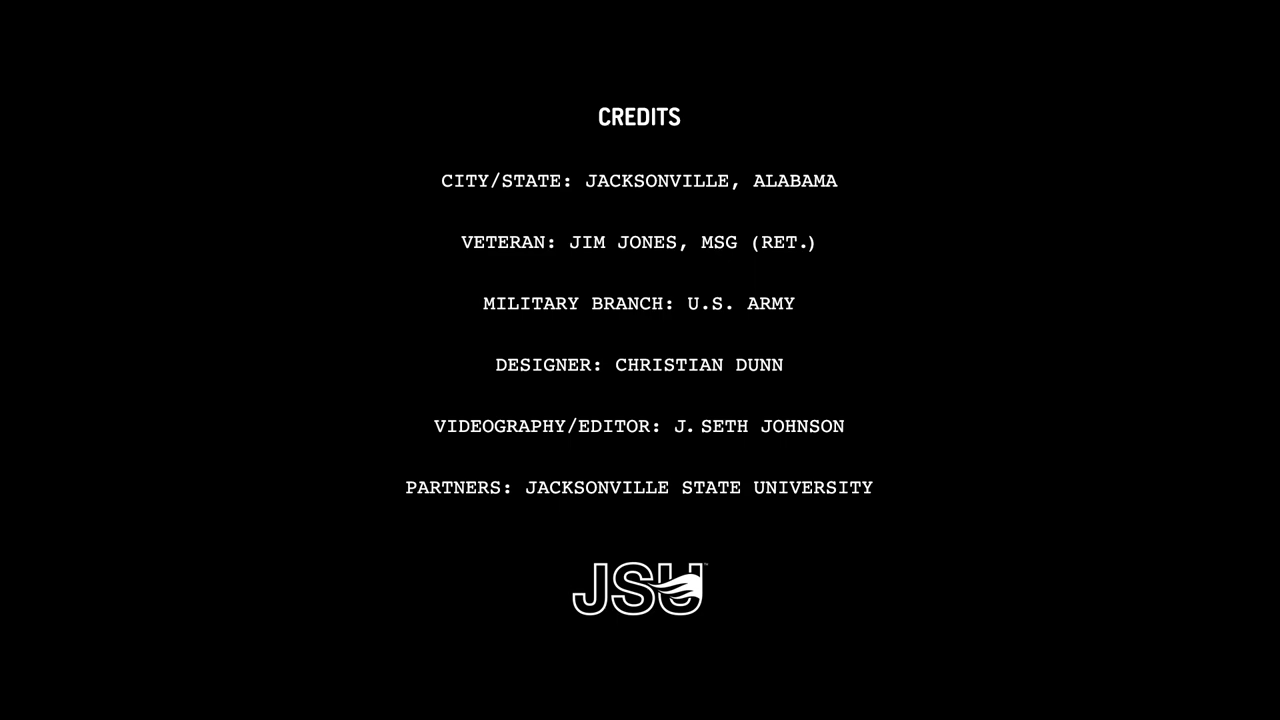 CREDITS
CITY/STATE: JACKSONVILLE, ALABAMA
VETERAN: JIM JONES, MSG (RET.)
MILITARY BRANCH: U.S. ARMY
DESIGNER: CHRISTIAN DUNN
VIDEOGRAPHY/EDITOR: J. SETH JOHNSON
PARTNERS: JACKSONVILLE STATE UNIVERSITY
JSU™